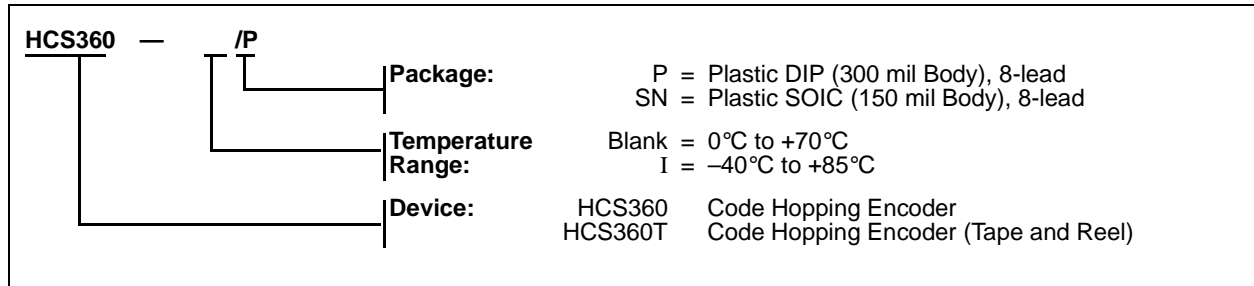 HCS360 — /P
Package: P = Plastic DIP (300 mil Body), 8-lead
SN = Plastic SOIC (150 mil Body), 8-lead
Temperature Blank = 0°C to +70°C
Range: I = –40°C to +85°C
Device: HCS360 Code Hopping Encoder
HCS360T Code Hopping Encoder (Tape and Reel)